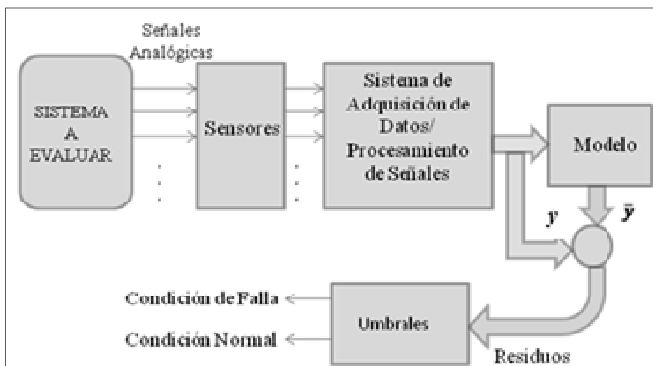 Señales
Analógicas
SISTEMA
A
EVALUAR
Sensores
Sistema de
Adquisición de
Datos/
Procesamiento
de Señales
Modelo
y
ȳ
Umbrales
Condición de Falla
Condición Normal
Residuos